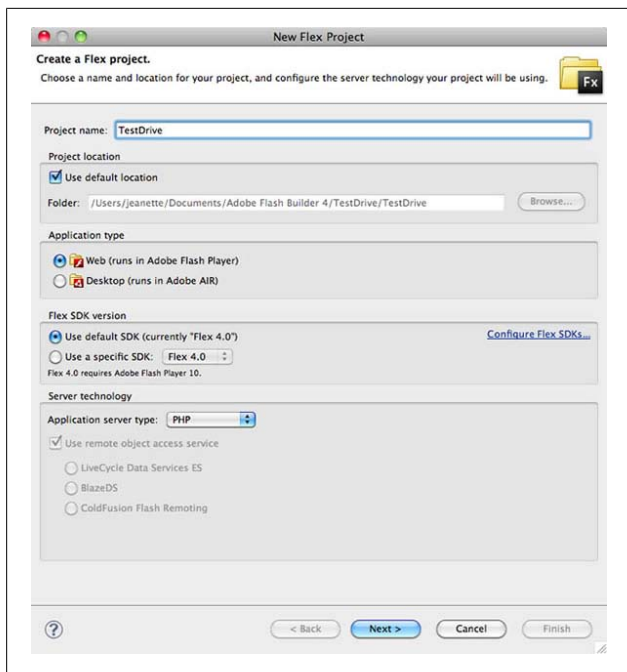 New Flex Project
Create a Flex project.
Choose a name and location for your project, and configure the server technology your project will be using.
Fx
Project name: TestDrive
Project location
Use default location
Folder: /Users/jeanette/Documents/Adobe Flash Builder 4/TestDrive/TestDrive Browse...
Application type
Web (runs in Adobe Flash Player)
Desktop (runs in Adobe AIR)
Flex SDK version
Use default SDK (currently "Flex 4.0") Configure Flex SDKs...
Use a specific SDK: Flex 4.0
Flex 4.0 requires Adobe Flash Player 10.
Server technology
Application server type: PHP
Use remote object access service
LiveCycle Data Services ES
BlazeDS
ColdFusion Flash Remoting
? < Back Next > Cancel Finish